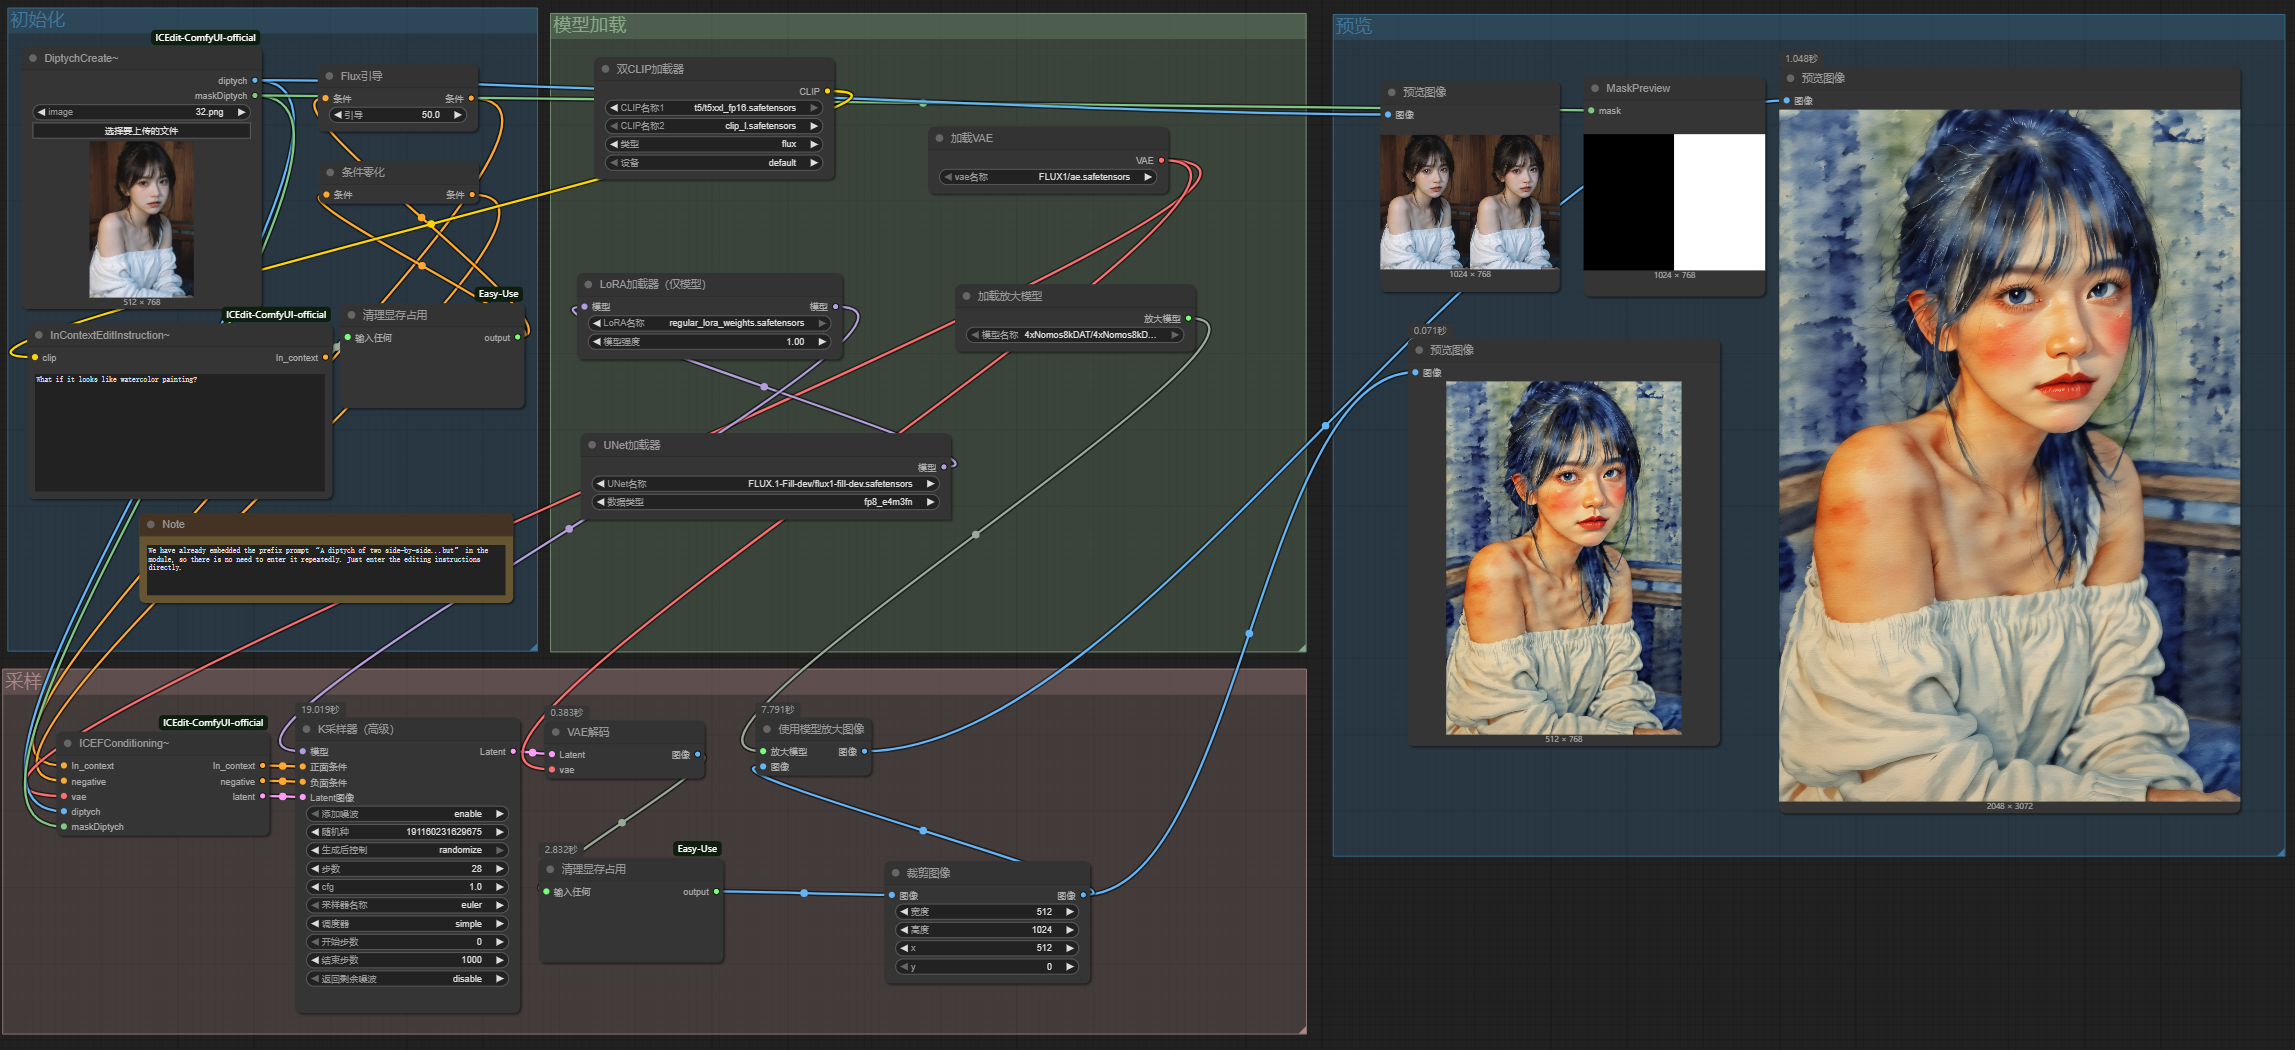 初始化
ICEdit-ComfyUI-official
DiptychCreate~
diptych
maskDiptych
image 32.png
选择要上传的文件
512 × 768
Flux引导
条件 条件
引导 50.0
条件零化
条件 条件
ICEdit-ComfyUI-official
InContextEditInstruction~
clip In_context
What if it looks like watercolor painting?
Easy-Use
清理显存占用
输入任何 output
Note
We have already embedded the prefix prompt “A diptych of two side-by-side...but” in the
module, so there is no need to enter it repeatedly. Just enter the editing instructions
directly.
模型加载
双CLIP加载器
CLIP
CLIP名称1 t5/t5xxl_fp16.safetensors
CLIP名称2 clip_l.safetensors
类型 flux
设备 default
加载VAE
VAE
vae名称 FLUX1/ae.safetensors
LoRA加载器（仅模型）
模型 模型
LoRA名称 regular_lora_weights.safetensors
模型强度 1.00
加载放大模型
放大模型
模型名称 4xNomos8kDAT/4xNomos8kD...
UNet加载器
模型
UNet名称 FLUX.1-Fill-dev/flux1-fill-dev.safetensors
数据类型 fp8_e4m3fn
采样
ICEdit-ComfyUI-official
ICEFConditioning~
In_context In_context
negative negative
vae latent
diptych
maskDiptych
19.019秒
K采样器（高级）
模型 Latent
正面条件
负面条件
Latent图像
添加噪波 enable
随机种 191160231629675
生成后控制 randomize
步数 28
cfg 1.0
采样器名称 euler
调度器 simple
开始步数 0
结束步数 1000
返回剩余噪波 disable
0.383秒
VAE解码
Latent 图像
vae
2.832秒
Easy-Use
清理显存占用
输入任何 output
7.791秒
使用模型放大图像
放大模型 图像
图像
裁剪图像
图像 图像
宽度 512
高度 1024
x 512
y 0
预览
预览图像
图像
1024 × 768
MaskPreview
mask
1024 × 768
0.071秒
预览图像
图像
512 × 768
1.048秒
预览图像
图像
2048 × 3072